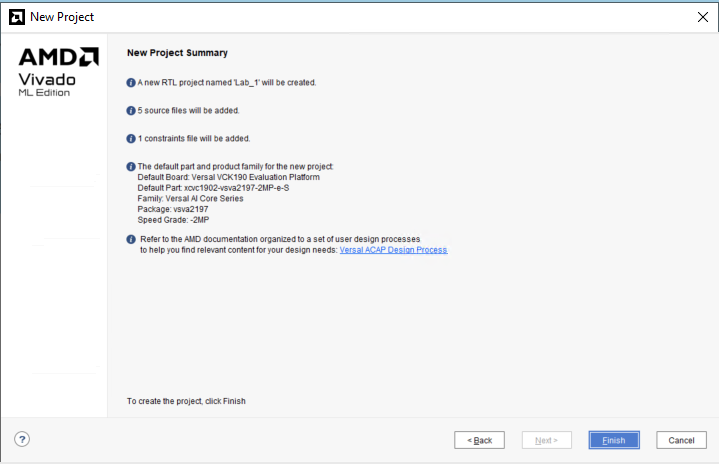 New Project
AMD
Vivado
ML Edition
New Project Summary
A new RTL project named 'Lab_1' will be created.
5 source files will be added.
1 constraints file will be added.
The default part and product family for the new project:
Default Board: Versal VCK190 Evaluation Platform
Default Part: xcvc1902-vsva2197-2MP-e-S
Family: Versal AI Core Series
Package: vsva2197
Speed Grade: -2MP
Refer to the AMD documentation organized to a set of user design processes
to help you find relevant content for your design needs: Versal ACAP Design Process
To create the project, click Finish
?
< Back
Next >
Finish
Cancel